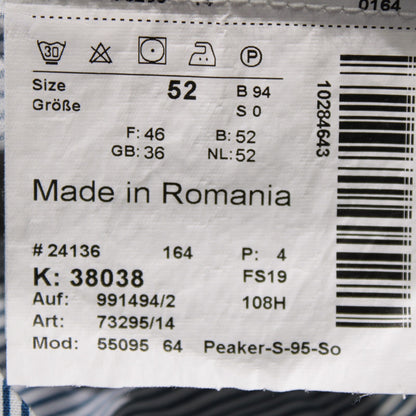 0164
30 P
Size 52 B 94
Größe S 0
F: 46 B: 52
GB: 36 NL: 52
Made in Romania
# 24136 164 P: 4
K: 38038 FS19
Auf: 991494/2 108H
Art: 73295/14
Mod: 55095 64 Peaker-S-95-So
10284643